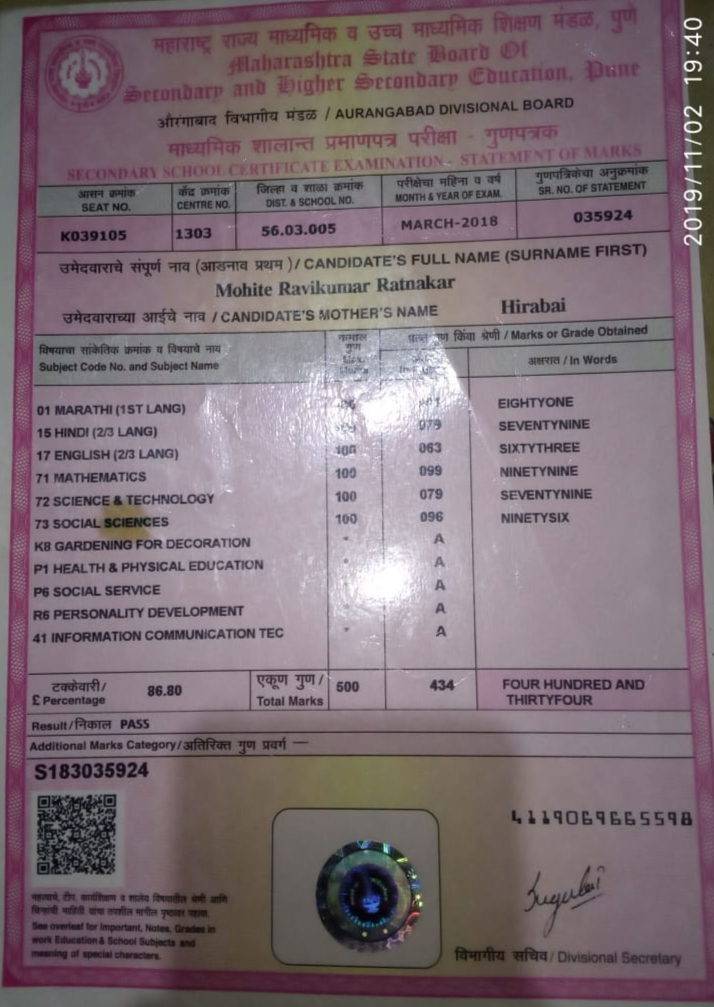 महाराष्ट्र राज्य माध्यमिक व उच्च माध्यमिक शिक्षण मंडळ, पुणे
Maharashtra State Board Of
Secondary and Higher Secondary Education, Pune
औरंगाबाद विभागीय मंडळ / AURANGABAD DIVISIONAL BOARD
माध्यमिक शालान्त प्रमाणपत्र परीक्षा - गुणपत्रक
SECONDARY SCHOOL CERTIFICATE EXAMINATION - STATEMENT OF MARKS
आसन क्रमांक केंद्र क्रमांक जिल्हा व शाळा क्रमांक परीक्षेचा महिना व वर्ष गुणपत्रिकेचा अनुक्रमांक
SEAT NO. CENTRE NO. DIST. & SCHOOL NO. MONTH & YEAR OF EXAM. SR. NO. OF STATEMENT
K039105 1303 56.03.005 MARCH-2018 035924
उमेदवाराचे संपूर्ण नाव (आडनाव प्रथम) / CANDIDATE'S FULL NAME (SURNAME FIRST)
Mohite Ravikumar Ratnakar
उमेदवाराच्या आईचे नाव / CANDIDATE'S MOTHER'S NAME Hirabai
विषयाचा सांकेतिक क्रमांक व विषयाचे नाव कमाल गुण गुण किंवा श्रेणी / Marks or Grade Obtained
Subject Code No. and Subject Name अक्षरात / In Words
01 MARATHI (1ST LANG) EIGHTYONE
15 HINDI (2/3 LANG) 079 SEVENTYNINE
17 ENGLISH (2/3 LANG) 100 063 SIXTYTHREE
71 MATHEMATICS 100 099 NINETYNINE
72 SCIENCE & TECHNOLOGY 100 079 SEVENTYNINE
73 SOCIAL SCIENCES 100 096 NINETYSIX
K8 GARDENING FOR DECORATION * A
P1 HEALTH & PHYSICAL EDUCATION * A
P6 SOCIAL SERVICE * A
R6 PERSONALITY DEVELOPMENT * A
41 INFORMATION COMMUNICATION TEC * A
टक्केवारी / 86.80 एकूण गुण / 500 434 FOUR HUNDRED AND
£ Percentage Total Marks THIRTYFOUR
Result/निकाल PASS
Additional Marks Category/अतिरिक्त गुण प्रवर्ग —
S183035924
4119069665598
महत्वाचे, टीप, कार्यशिक्षण व शालेय विषयातील श्रेणी आणि
चिन्हांची माहिती यांचा तपशील मागील पृष्ठावर पहावा.
See overleaf for Important, Notes, Grades in
work Education & School Subjects and
meaning of special characters.
विभागीय सचिव / Divisional Secretary
2019/11/02 19:40